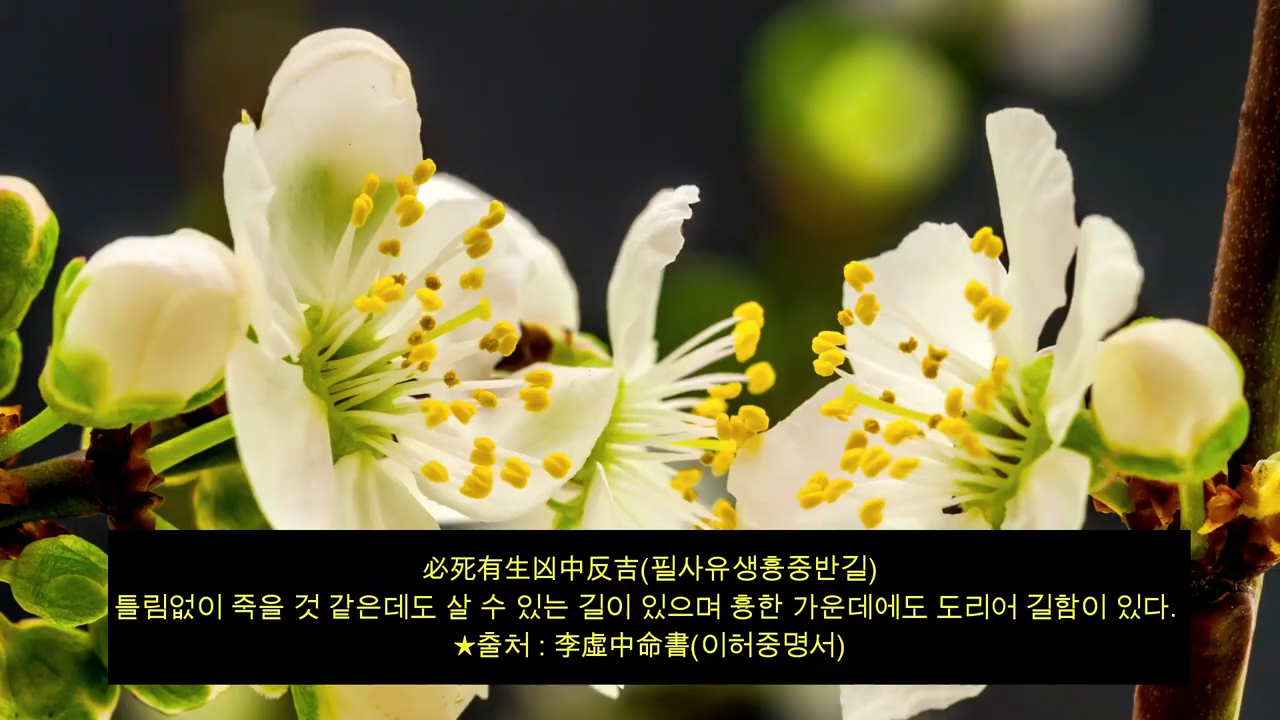 必死有生凶中反吉(필사유생흉중반길)
틀림없이 죽을 것 같은데도 살 수 있는 길이 있으며 흉한 가운데에도 도리어 길함이 있다.
★출처 : 李虛中命書(이허중명서)